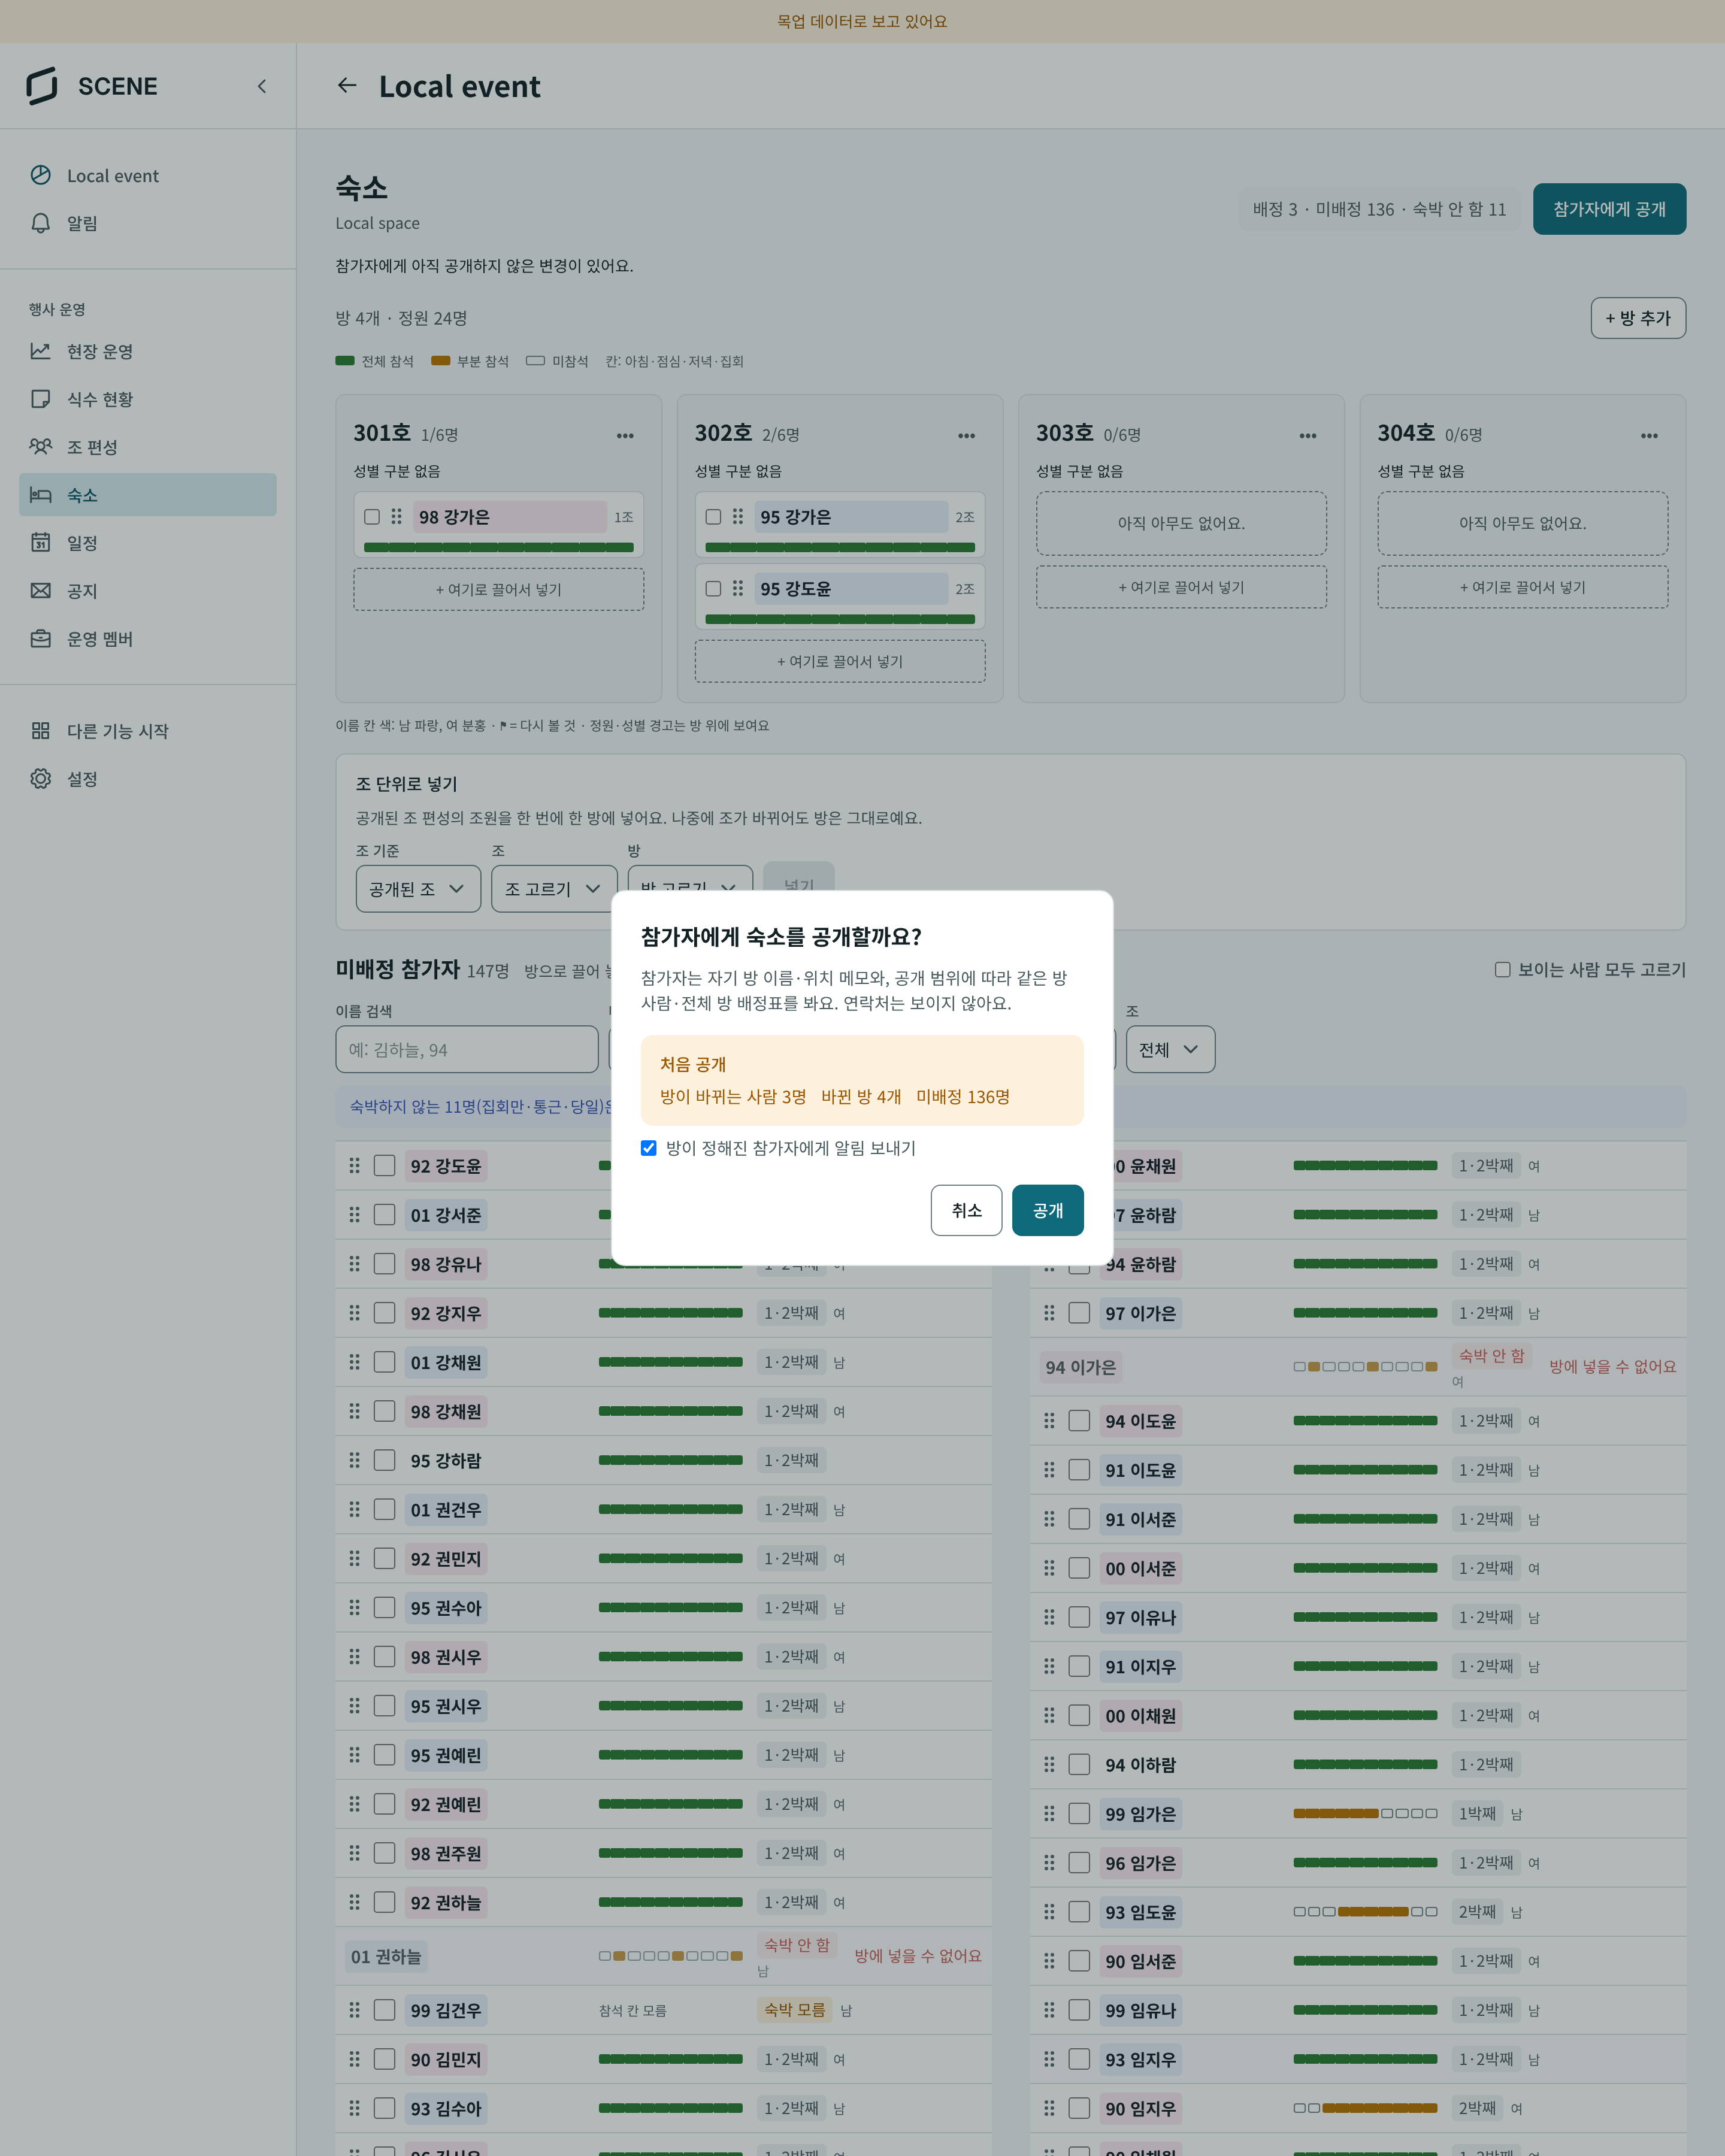 목업 데이터로 보고 있어요
SCENE
Local event
Local event
알림
행사 운영
현장 운영
식수 현황
조 편성
숙소
일정
공지
운영 멤버
다른 기능 시작
설정
숙소
Local space
배정 3 · 미배정 136 · 숙박 안 함 11
참가자에게 공개
참가자에게 아직 공개하지 않은 변경이 있어요.
방 4개 · 정원 24명
+ 방 추가
전체 참석 부분 참석 미참석 칸: 아침·점심·저녁·집회
301호 1/6명
성별 구분 없음
98 강가은 1조
+ 여기로 끌어서 넣기
302호 2/6명
성별 구분 없음
95 강가은 2조
95 강도윤 2조
+ 여기로 끌어서 넣기
303호 0/6명
성별 구분 없음
아직 아무도 없어요.
+ 여기로 끌어서 넣기
304호 0/6명
성별 구분 없음
아직 아무도 없어요.
+ 여기로 끌어서 넣기
이름 칸 색: 남 파랑, 여 분홍 · ⚑ = 다시 볼 것 · 정원·성별 경고는 방 위에 보여요
조 단위로 넣기
공개된 조 편성의 조원을 한 번에 한 방에 넣어요. 나중에 조가 바뀌어도 방은 그대로예요.
조 기준 조 방
공개된 조 조 고르기 방 고르기 넣기
참가자에게 숙소를 공개할까요?
참가자는 자기 방 이름·위치 메모와, 공개 범위에 따라 같은 방
사람·전체 방 배정표를 봐요. 연락처는 보이지 않아요.
처음 공개
방이 바뀌는 사람 3명 바뀐 방 4개 미배정 136명
방이 정해진 참가자에게 알림 보내기
취소 공개
미배정 참가자 147명 방으로 끌어
보이는 사람 모두 고르기
이름 검색 조
예: 김하늘, 94 전체
숙박하지 않는 11명(집회만·통근·당일)은
92 강도윤
01 강서준
98 강유나
92 강지우 1·2박째 여
01 강채원 1·2박째 남
98 강채원 1·2박째 여
95 강하람 1·2박째
01 권건우 1·2박째 남
92 권민지 1·2박째 여
95 권수아 1·2박째 남
98 권시우 1·2박째 여
95 권시우 1·2박째 남
95 권예린 1·2박째 남
92 권예린 1·2박째 여
98 권주원 1·2박째 여
92 권하늘 1·2박째 여
01 권하늘 숙박 안 함 남 방에 넣을 수 없어요
99 김건우 참석 칸 모름 숙박 모름 남
90 김민지 1·2박째 여
93 김수아 1·2박째 남
윤채원 1·2박째 여
윤하람 1·2박째 남
94 윤하람 1·2박째 여
97 이가은 1·2박째 남
94 이가은 숙박 안 함 여 방에 넣을 수 없어요
94 이도윤 1·2박째 여
91 이도윤 1·2박째 남
91 이서준 1·2박째 남
00 이서준 1·2박째 여
97 이유나 1·2박째 남
91 이지우 1·2박째 남
00 이채원 1·2박째 여
94 이하람 1·2박째
99 임가은 1박째 남
96 임가은 1·2박째 여
93 임도윤 2박째 남
90 임서준 1·2박째 여
99 임유나 1·2박째 남
93 임지우 1·2박째 남
90 임지우 2박째 여